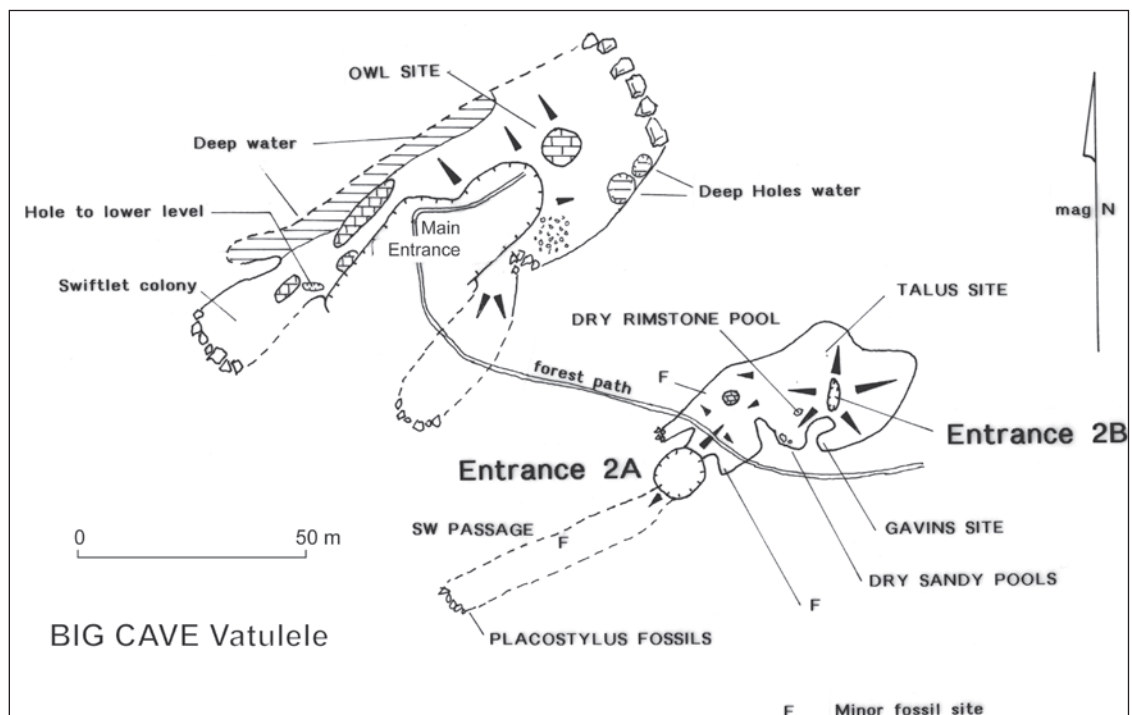 OWL SITE
Deep water
Hole to lower level
Swiftlet colony
Main
Entrance
Deep Holes water
mag N
TALUS SITE
DRY RIMSTONE POOL
F
forest path
Entrance 2B
Entrance 2A
SW PASSAGE
F
GAVINS SITE
DRY SANDY POOLS
F
PLACOSTYLUS FOSSILS
0 50 m
BIG CAVE Vatulele
F Minor fossil site